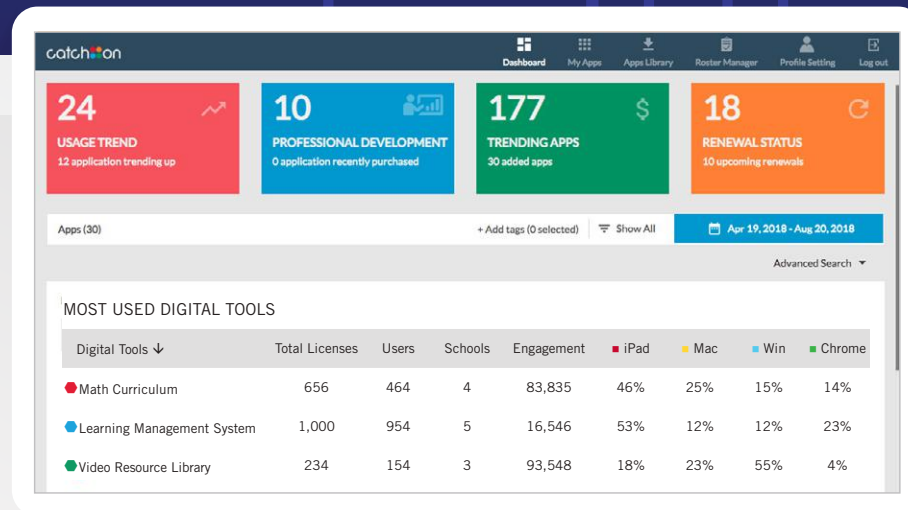 catch on
Dashboard My Apps Apps Library Roster Manager Profile Setting Log out
24
USAGE TREND
12 application trending up
10
PROFESSIONAL DEVELOPMENT
0 application recently purchased
177
$
TRENDING APPS
30 added apps
18
RENEWAL STATUS
10 upcoming renewals
Apps (30) + Add tags (0 selected) Show All Apr 19, 2018 - Aug 20, 2018
Advanced Search
MOST USED DIGITAL TOOLS
Digital Tools ↓ Total Licenses Users Schools Engagement iPad Mac Win Chrome
Math Curriculum 656 464 4 83,835 46% 25% 15% 14%
Learning Management System 1,000 954 5 16,546 53% 12% 12% 23%
Video Resource Library 234 154 3 93,548 18% 23% 55% 4%